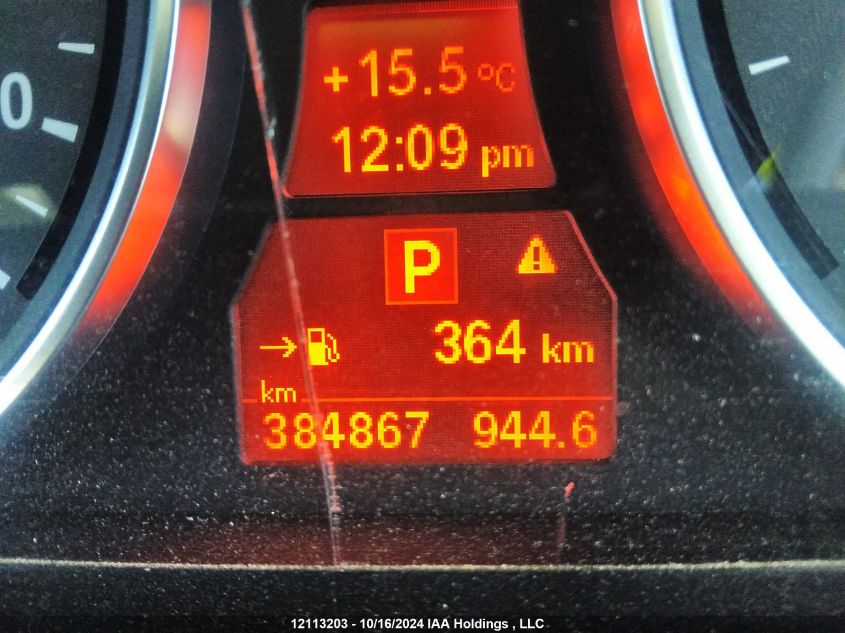 0
+15.5 °C
12:09 pm
P
→ 364 km
km
384867 944.6
12113203 - 10/16/2024 IAA Holdings , LLC